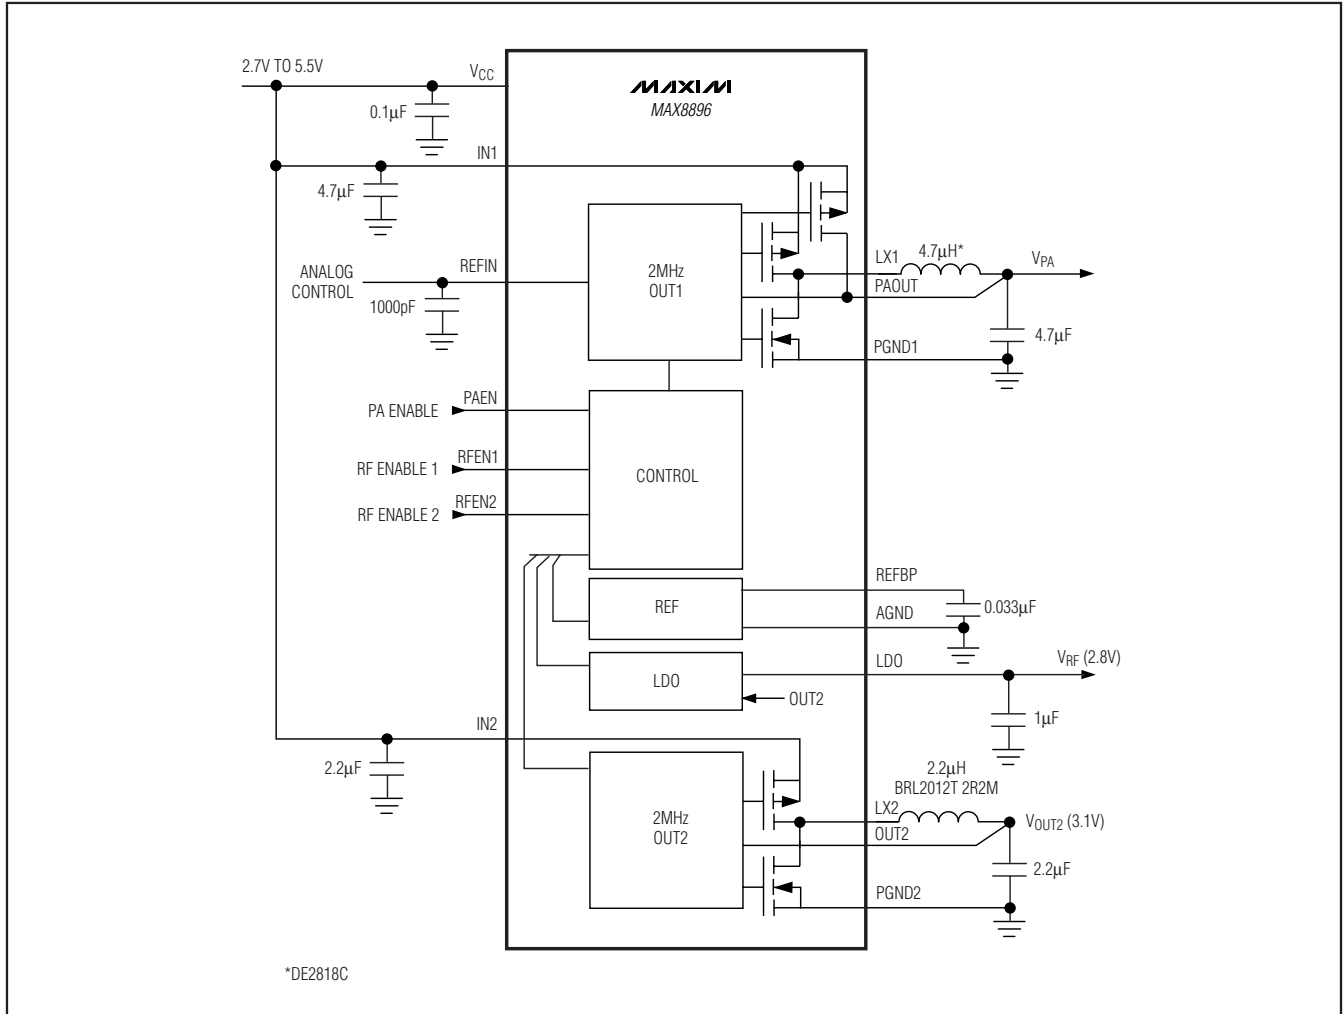 2.7V TO 5.5V
VCC
MAXIM
MAX8896
0.1µF
IN1
4.7µF
ANALOG
CONTROL
REFIN
1000pF
2MHz
OUT1
LX1
4.7µH*
VPA
PAOUT
4.7µF
PGND1
PA ENABLE
PAEN
RF ENABLE 1
RFEN1
RF ENABLE 2
RFEN2
CONTROL
REFBP
REF
0.033µF
AGND
LDO
VRF (2.8V)
LDO
OUT2
1µF
IN2
2.2µF
2.2µH
BRL2012T 2R2M
2MHz
OUT2
LX2
VOUT2 (3.1V)
OUT2
2.2µF
PGND2
*DE2818C